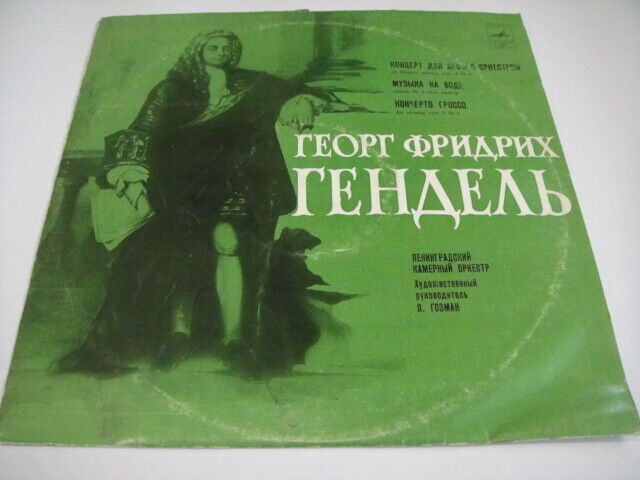 КОНЦЕРТ ДЛЯ АРФЫ С ОРКЕСТРОМ
МУЗЫКА НА ВОДЕ
КОНЧЕРТО ГРОССО
ГЕОРГ ФРИДРИХ
ГЕНДЕЛЬ
ЛЕНИНГРАДСКИЙ
КАМЕРНЫЙ ОРКЕСТР
Художественный
руководитель
Л. ГОЗМАН